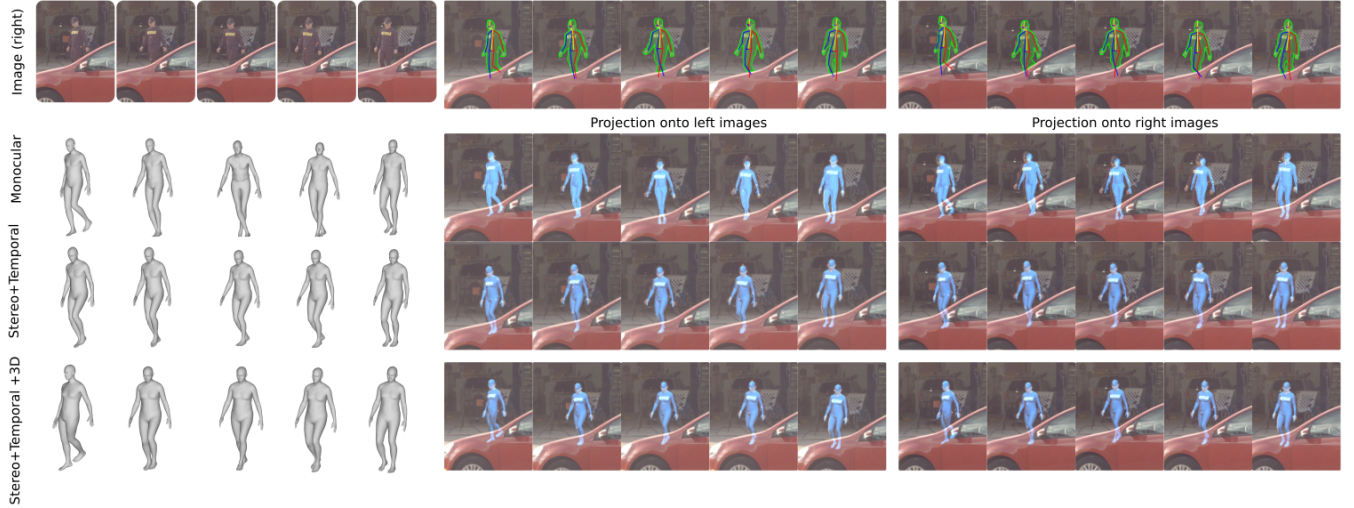 Image (right)
Projection onto left images
Projection onto right images
Monocular
Stereo+Temporal
Stereo+Temporal +3D